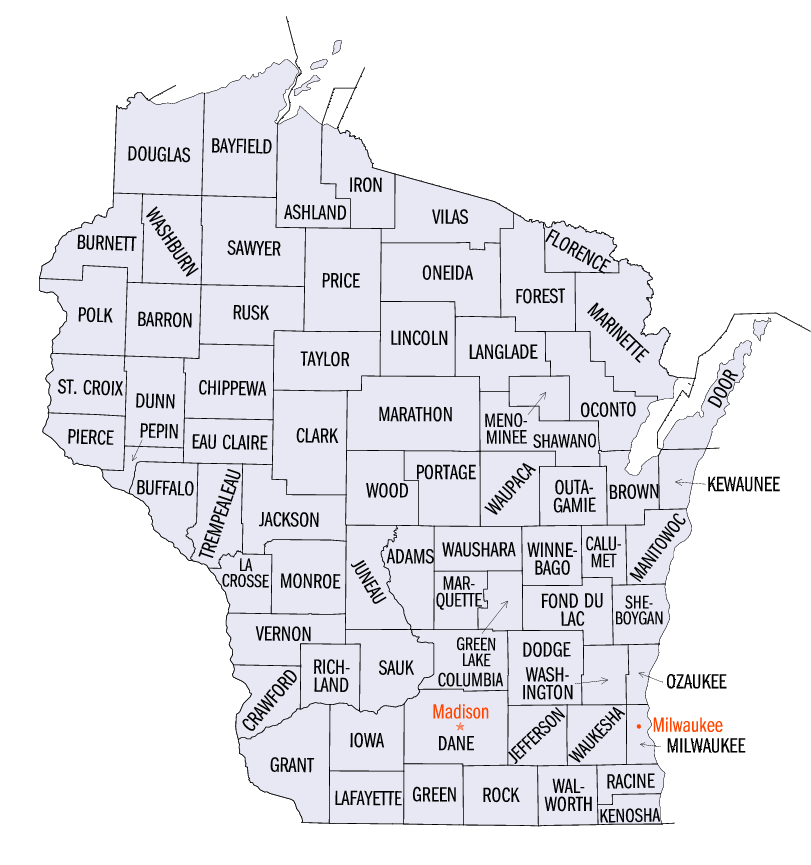 BAYFIELD
DOUGLAS
IRON
ASHLAND
VILAS
BURNETT
WASHBURN
SAWYER
FLORENCE
ONEIDA
PRICE
FOREST
RUSK
POLK
BARRON
MARINETTE
LINCOLN
LANGLADE
TAYLOR
ST. CROIX
CHIPPEWA
DOOR
DUNN
OCONTO
MARATHON
MENO-
MINEE
PIERCE
PEPIN
EAU CLAIRE
CLARK
SHAWANO
PORTAGE
WAUPACA
BUFFALO
TREMPEALEAU
WOOD
OUTA-
GAMIE
BROWN
KEWAUNEE
JACKSON
ADAMS
WAUSHARA
WINNE-
BAGO
CALU-
MET
MANITOWOC
LA
CROSSE
MONROE
JUNEAU
MAR-
QUETTE
FOND DU
LAC
SHE-
BOYGAN
VERNON
GREEN
LAKE
DODGE
RICH-
LAND
SAUK
COLUMBIA
WASH-
INGTON
OZAUKEE
CRAWFORD
Madison
DANE
JEFFERSON
WAUKESHA
Milwaukee
MILWAUKEE
IOWA
GRANT
LAFAYETTE
GREEN
ROCK
WAL-
WORTH
RACINE
KENOSHA